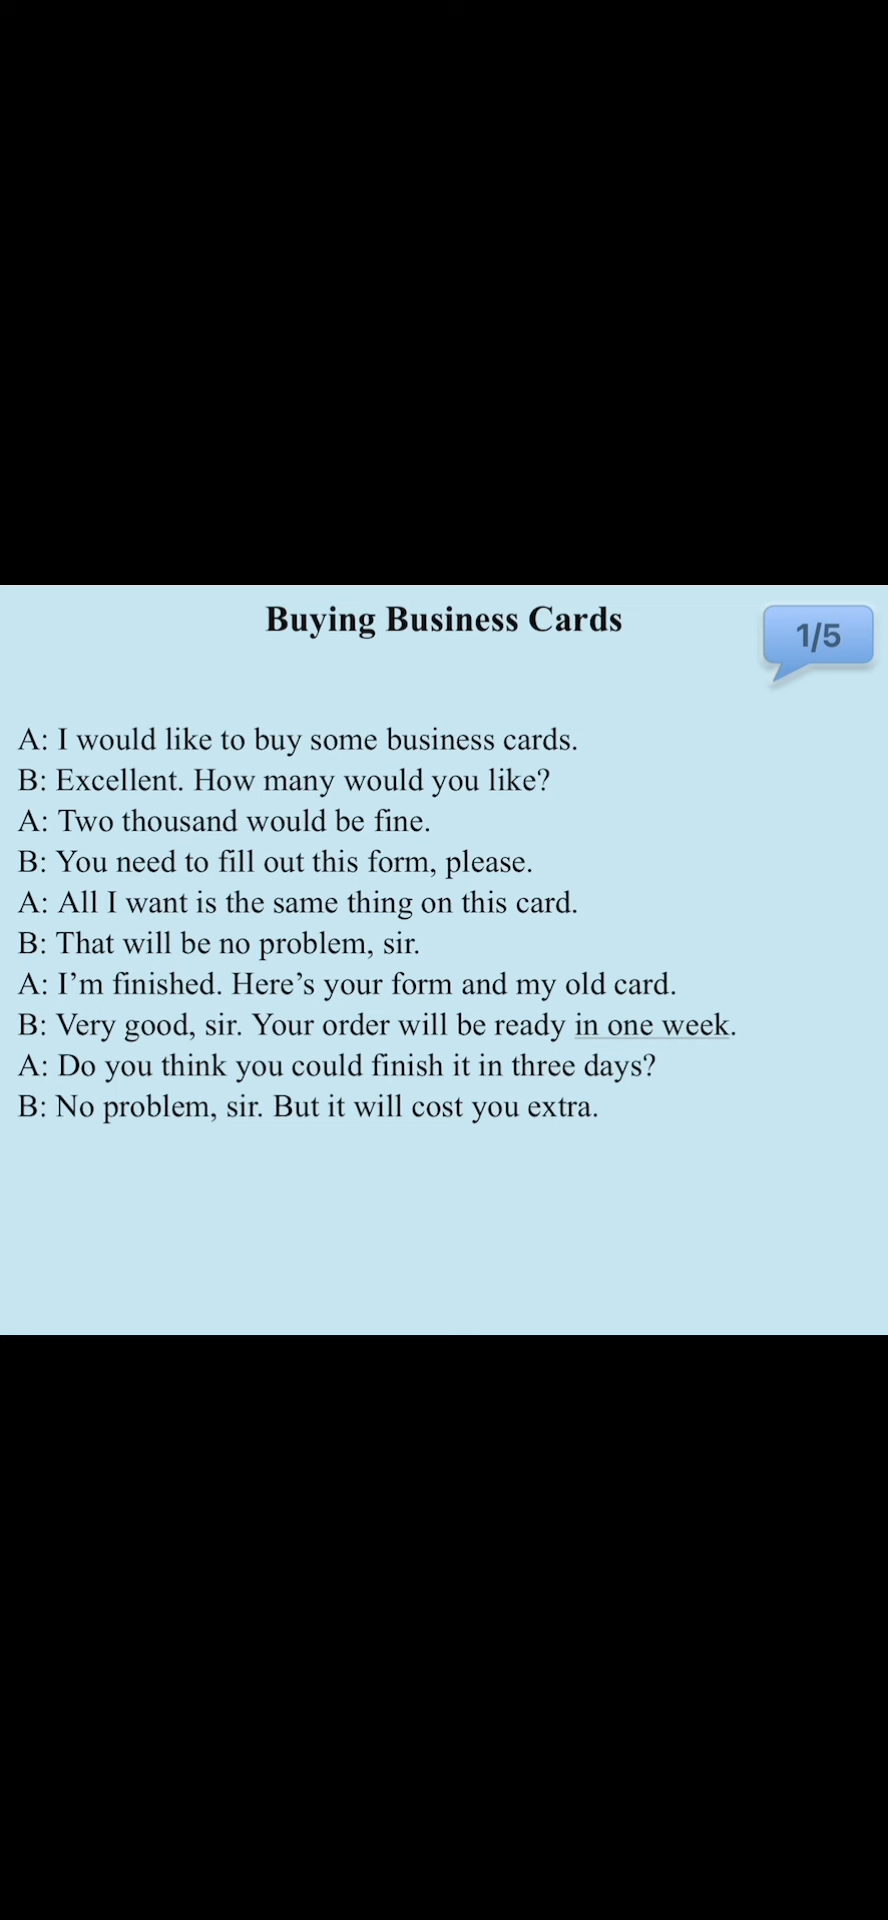 Buying Business Cards
1/5
A: I would like to buy some business cards.
B: Excellent. How many would you like?
A: Two thousand would be fine.
B: You need to fill out this form, please.
A: All I want is the same thing on this card.
B: That will be no problem, sir.
A: I’m finished. Here’s your form and my old card.
B: Very good, sir. Your order will be ready in one week.
A: Do you think you could finish it in three days?
B: No problem, sir. But it will cost you extra.